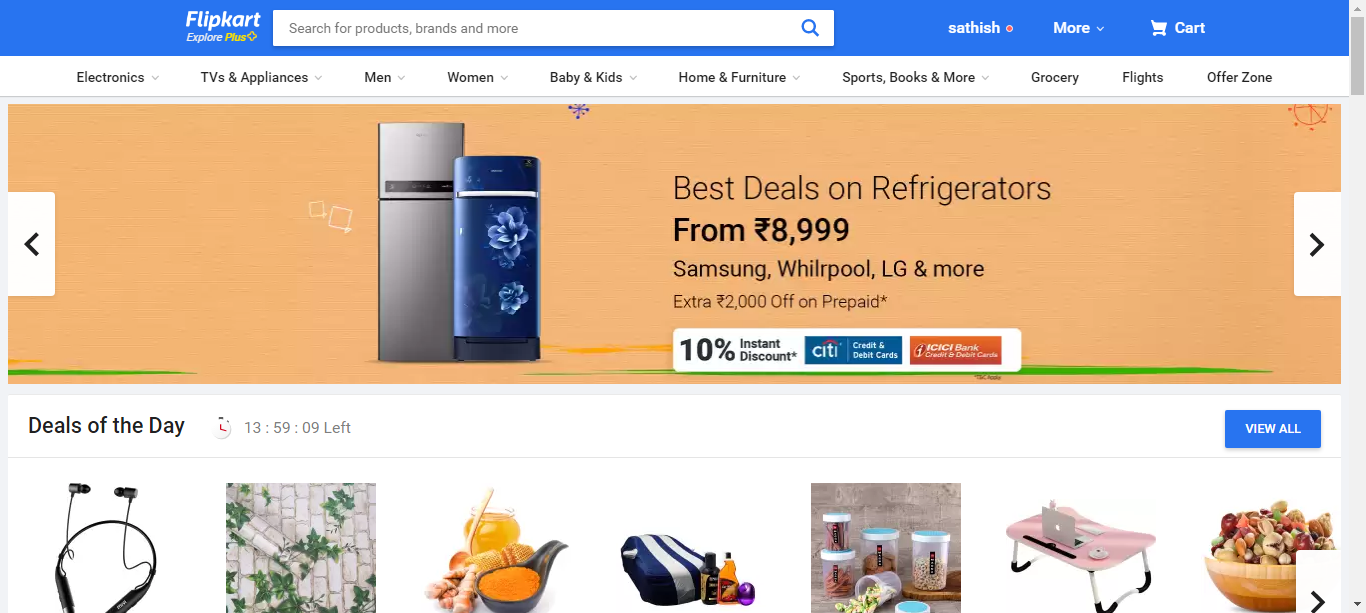 Flipkart
Explore Plus
Search for products, brands and more
sathish
More
Cart
Electronics
TVs & Appliances
Men
Women
Baby & Kids
Home & Furniture
Sports, Books & More
Grocery
Flights
Offer Zone
Best Deals on Refrigerators
From ₹8,999
Samsung, Whilrpool, LG & more
Extra ₹2,000 Off on Prepaid*
10% Instant
Discount*
citi
Credit &
Debit Cards
ICICI Bank
Credit & Debit Cards
*T&C Apply
Deals of the Day
13 : 59 : 09 Left
VIEW ALL